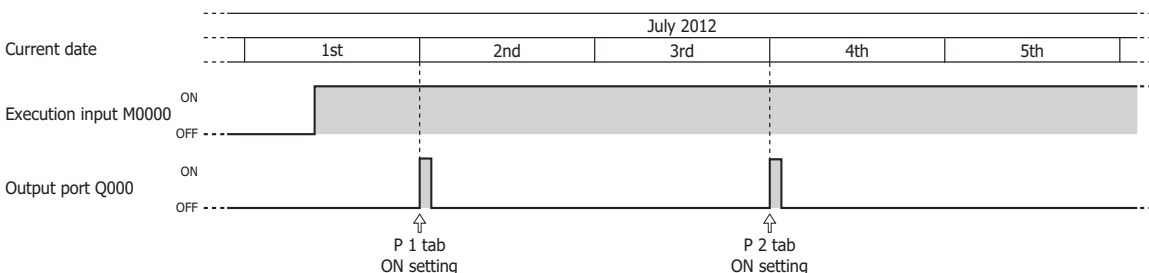 July 2012
Current date 1st 2nd 3rd 4th 5th
ON
Execution input M0000
OFF
ON
Output port Q000
OFF
P 1 tab P 2 tab
ON setting ON setting